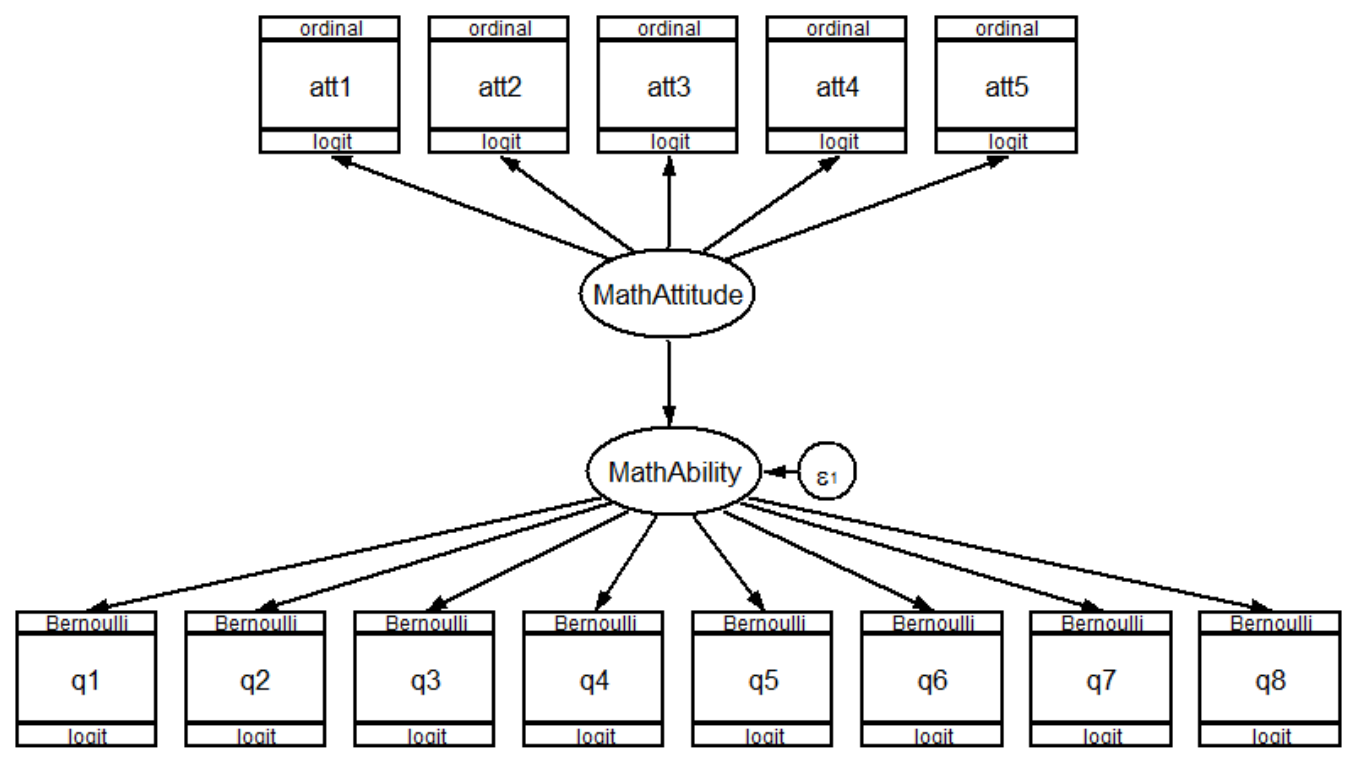 ordinal ordinal ordinal ordinal ordinal
att1 att2 att3 att4 att5
logit logit logit logit logit
MathAttitude
MathAbility ε1
Bernoulli Bernoulli Bernoulli Bernoulli Bernoulli Bernoulli Bernoulli Bernoulli
q1 q2 q3 q4 q5 q6 q7 q8
logit logit logit logit logit logit logit logit